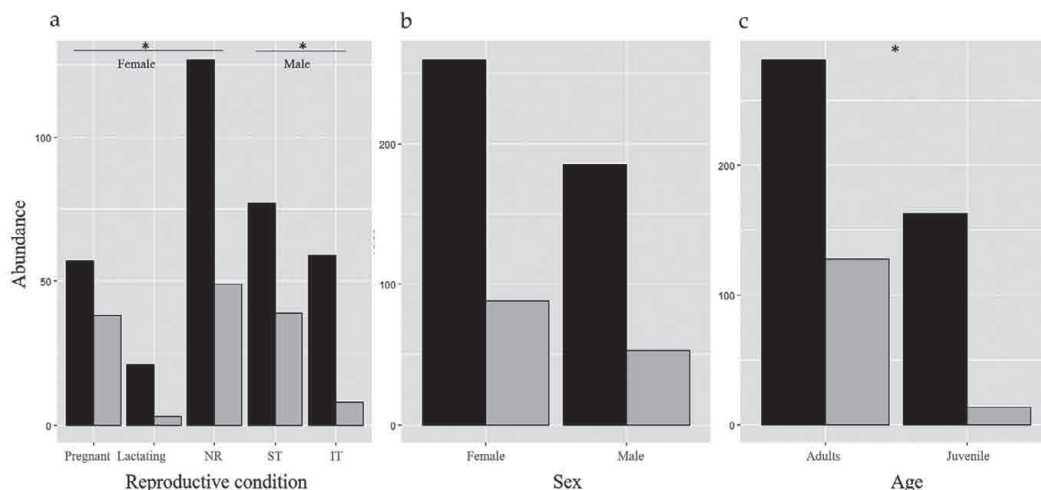 a
*
*
Female
Male
100
50
0
Abundance
Pregnant
Lactating
NR
ST
IT
Reproductive condition
b
200
100
0
Female
Male
Sex
c
*
200
100
0
Adults
Juvenile
Age